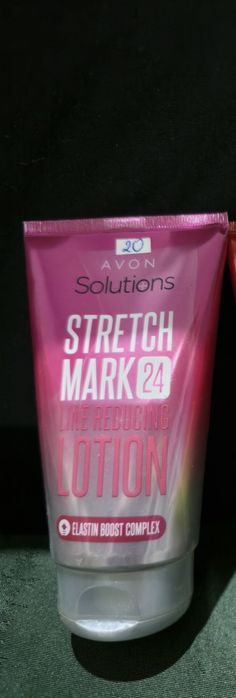 20
AVON
Solutions
STRETCH
MARK 24
LINE REDUCING
LOTION
ELASTIN BOOST COMPLEX